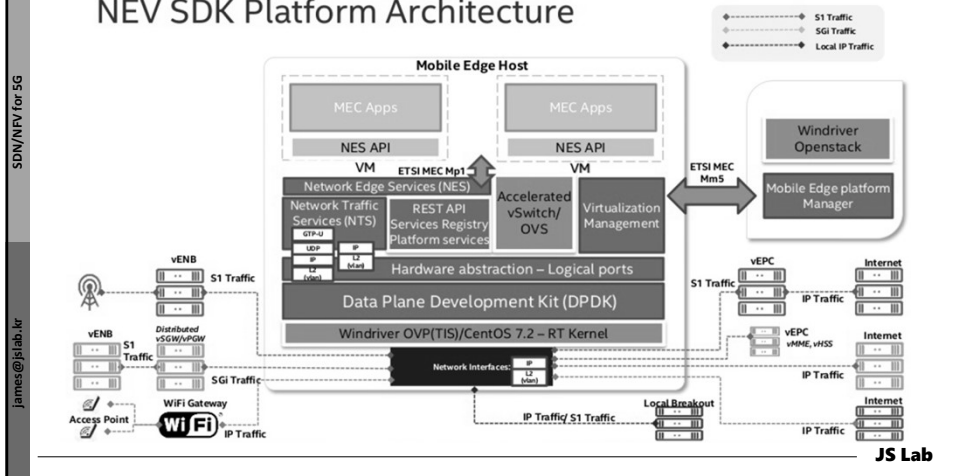 NEV SDK Platform Architecture
S1 Traffic
SGi Traffic
Local IP Traffic
SDN/NFV for 5G
james@jslab.kr
Mobile Edge Host
MEC Apps
NES API
VM
MEC Apps
NES API
VM
ETSI MEC Mp1
Network Edge Services (NES)
Network Traffic
Services (NTS)
GTP-U
UDP
IP
L2
(vlan)
IP
L2
(vlan)
REST API
Services Registry
Platform services
Accelerated
vSwitch/
OVS
Virtualization
Management
ETSI MEC
Mm5
Windriver
Openstack
Mobile Edge platform
Manager
Hardware abstraction – Logical ports
Data Plane Development Kit (DPDK)
Windriver OVP(TIS)/CentOS 7.2 – RT Kernel
Network Interfaces:
IP
L2
(vlan)
vENB
S1 Traffic
vENB
S1
Traffic
Distributed
vSGW/vPGW
SGi Traffic
WiFi Gateway
Access Point
WiFi
IP Traffic
vEPC
S1 Traffic
Internet
IP Traffic
vEPC
vMME, vHSS
Internet
IP Traffic
Local Breakout
IP Traffic/ S1 Traffic
Internet
IP Traffic
JS Lab